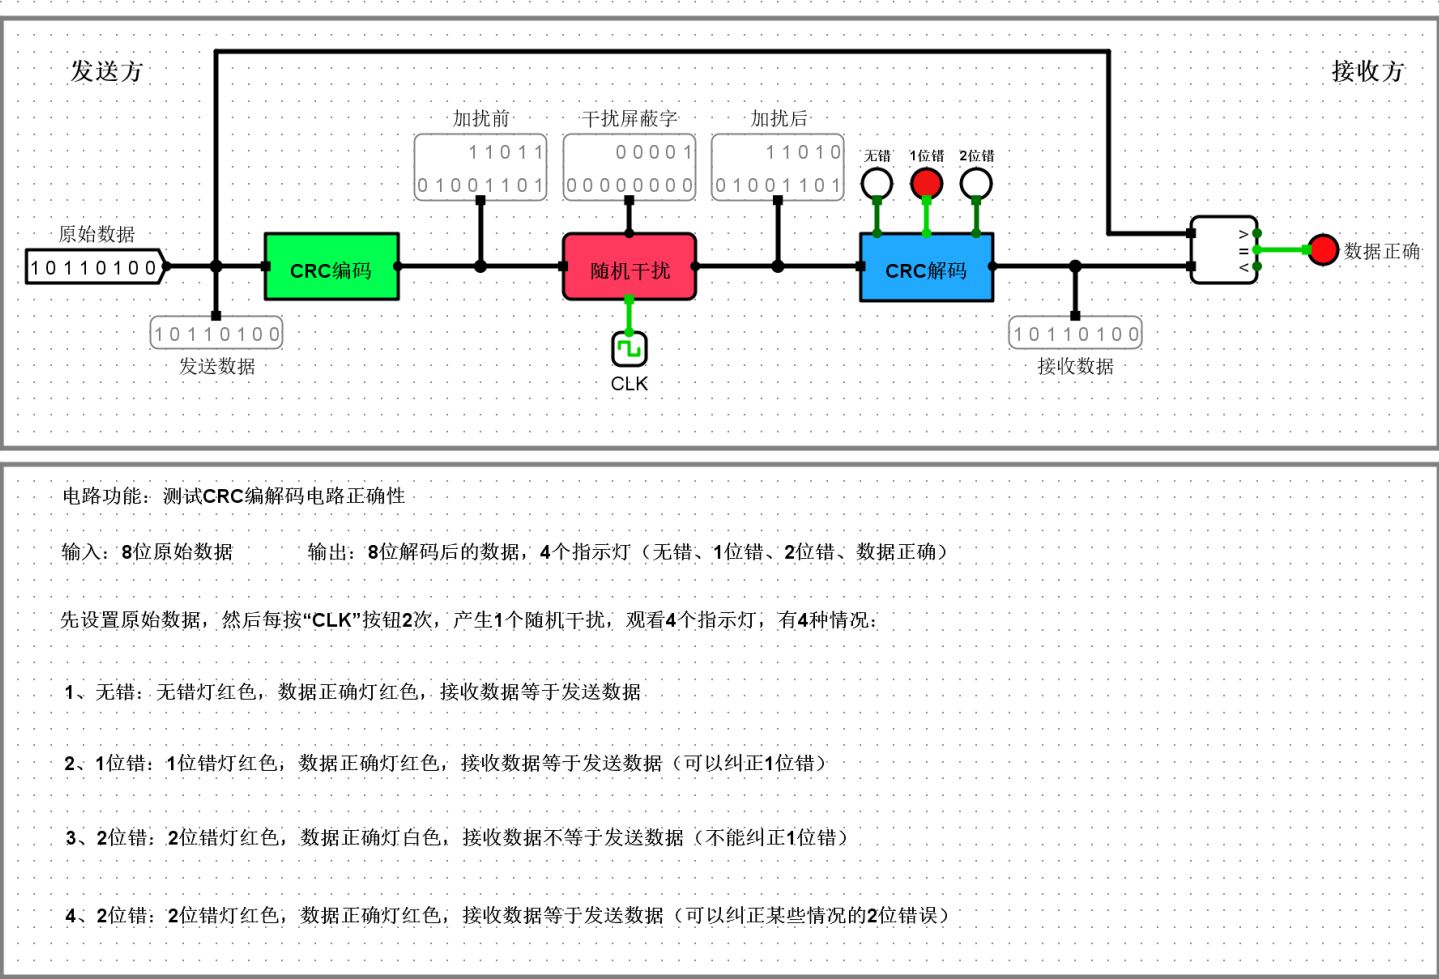 发送方
接收方
加扰前
干扰屏蔽字
加扰后
11011
01001101
00001
00000000
11010
01001101
无错
1位错
2位错
原始数据
10110100
CRC编码
随机干扰
CRC解码
>
=
<
数据正确
10110100
发送数据
CLK
10110100
接收数据
电路功能：测试CRC编解码电路正确性
输入：8位原始数据 输出：8位解码后的数据，4个指示灯（无错、1位错、2位错、数据正确）
先设置原始数据，然后每按“CLK”按钮2次，产生1个随机干扰，观看4个指示灯，有4种情况：
1、无错：无错灯红色，数据正确灯红色，接收数据等于发送数据
2、1位错：1位错灯红色，数据正确灯红色，接收数据等于发送数据（可以纠正1位错）
3、2位错：2位错灯红色，数据正确灯白色，接收数据不等于发送数据（不能纠正1位错）
4、2位错：2位错灯红色，数据正确灯红色，接收数据等于发送数据（可以纠正某些情况的2位错误）